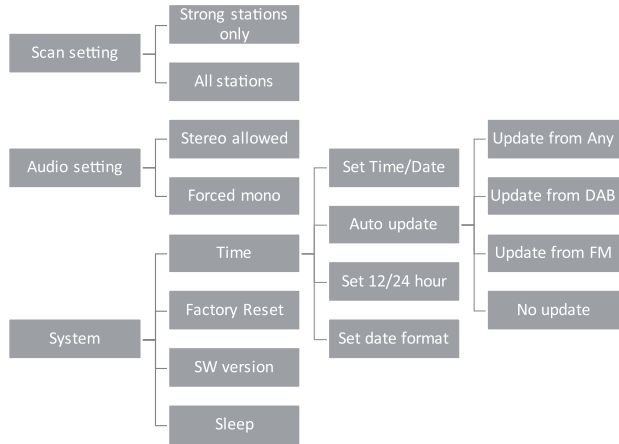 Scan setting
Strong stations
only
All stations
Audio setting
Stereo allowed
Forced mono
System
Time
Factory Reset
SW version
Sleep
Set Time/Date
Auto update
Set 12/24 hour
Set date format
Update from Any
Update from DAB
Update from FM
No update